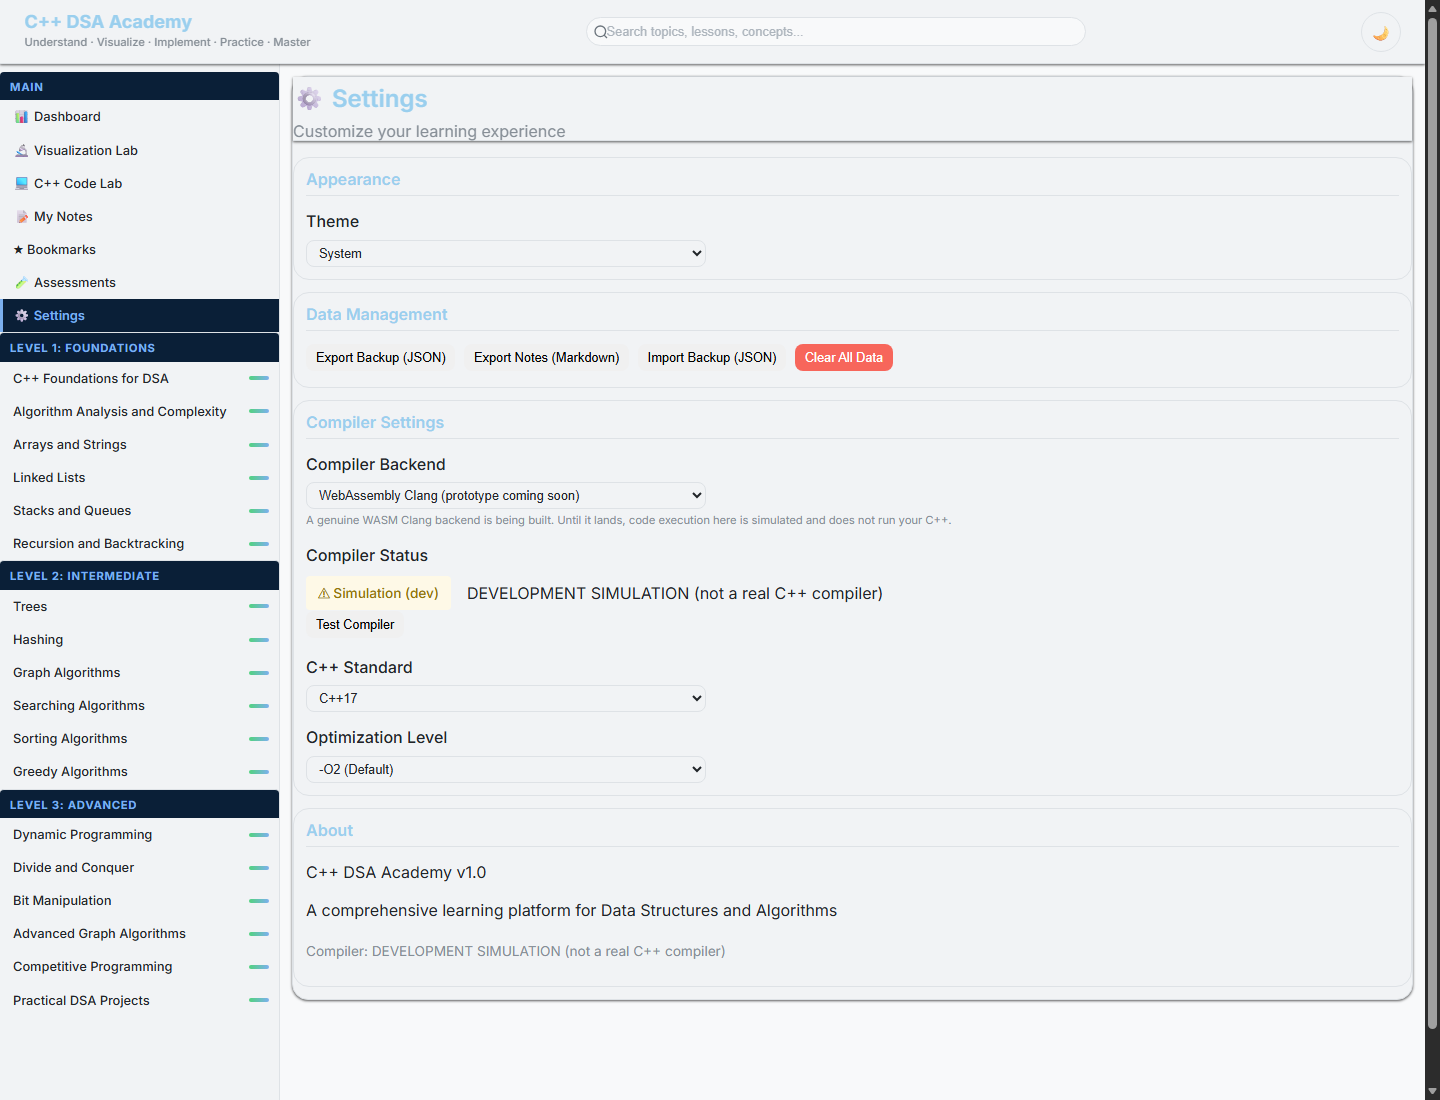 C++ DSA Academy
Understand · Visualize · Implement · Practice · Master
Search topics, lessons, concepts...
MAIN
Dashboard
Visualization Lab
C++ Code Lab
My Notes
★ Bookmarks
Assessments
Settings
LEVEL 1: FOUNDATIONS
C++ Foundations for DSA
Algorithm Analysis and Complexity
Arrays and Strings
Linked Lists
Stacks and Queues
Recursion and Backtracking
LEVEL 2: INTERMEDIATE
Trees
Hashing
Graph Algorithms
Searching Algorithms
Sorting Algorithms
Greedy Algorithms
LEVEL 3: ADVANCED
Dynamic Programming
Divide and Conquer
Bit Manipulation
Advanced Graph Algorithms
Competitive Programming
Practical DSA Projects
Settings
Customize your learning experience
Appearance
Theme
System
Data Management
Export Backup (JSON) Export Notes (Markdown) Import Backup (JSON) Clear All Data
Compiler Settings
Compiler Backend
WebAssembly Clang (prototype coming soon)
A genuine WASM Clang backend is being built. Until it lands, code execution here is simulated and does not run your C++.
Compiler Status
⚠ Simulation (dev) DEVELOPMENT SIMULATION (not a real C++ compiler)
Test Compiler
C++ Standard
C++17
Optimization Level
-O2 (Default)
About
C++ DSA Academy v1.0
A comprehensive learning platform for Data Structures and Algorithms
Compiler: DEVELOPMENT SIMULATION (not a real C++ compiler)